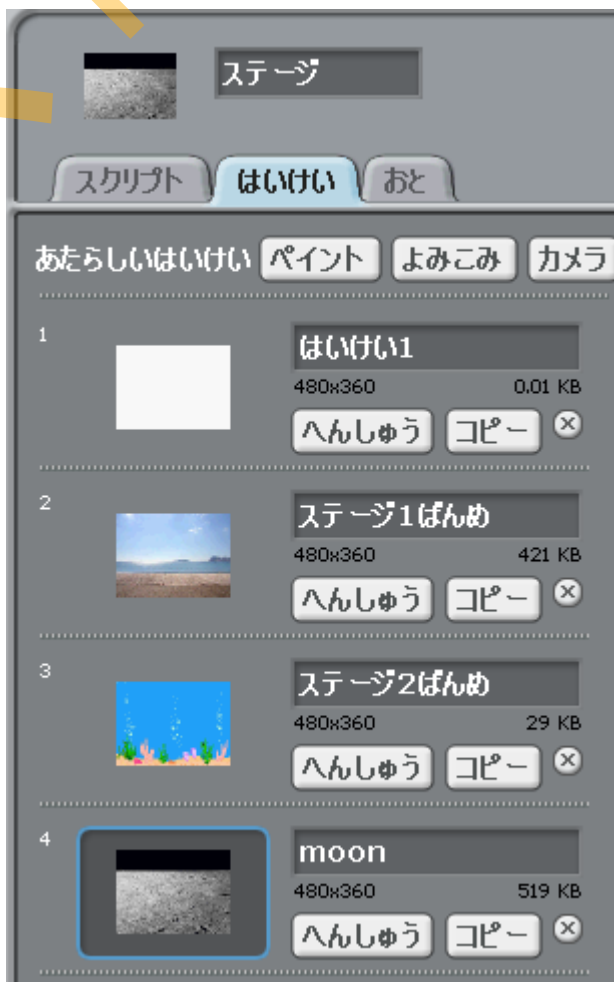 ステージ
スクリプト はいけい おと
あたらしいはいけい ペイント よみこみ カメラ
1 はいけい1
480x360 0.01 KB
へんしゅう コピー
2 ステージ1ばんめ
480x360 421 KB
へんしゅう コピー
3 ステージ2ばんめ
480x360 29 KB
へんしゅう コピー
4 moon
480x360 519 KB
へんしゅう コピー